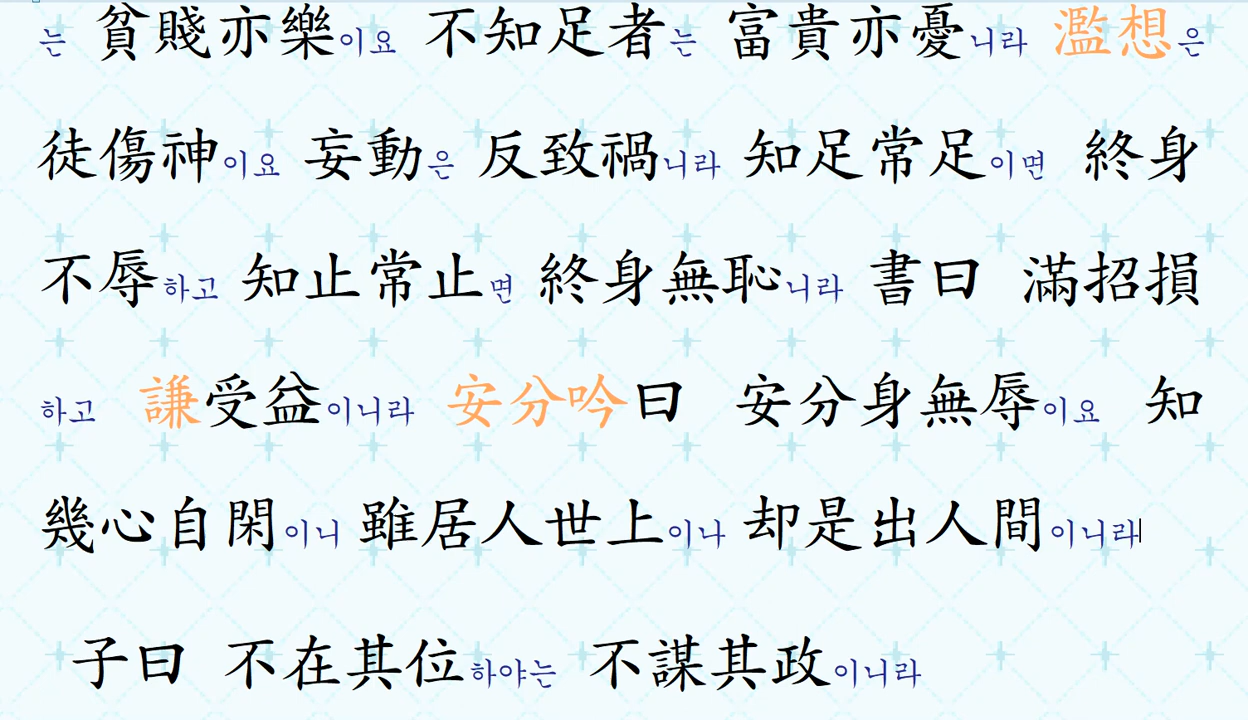 는 貧賤亦樂이요 不知足者는 富貴亦憂니라 濫想은
徒傷神이요 妄動은 反致禍니라 知足常足이면 終身
不辱하고 知止常止면 終身無恥니라 書曰 滿招損
하고 謙受益이니라 安分吟曰 安分身無辱이요 知
幾心自閑이니 雖居人世上이나 却是出人間이니라
子曰 不在其位하야는 不謀其政이니라